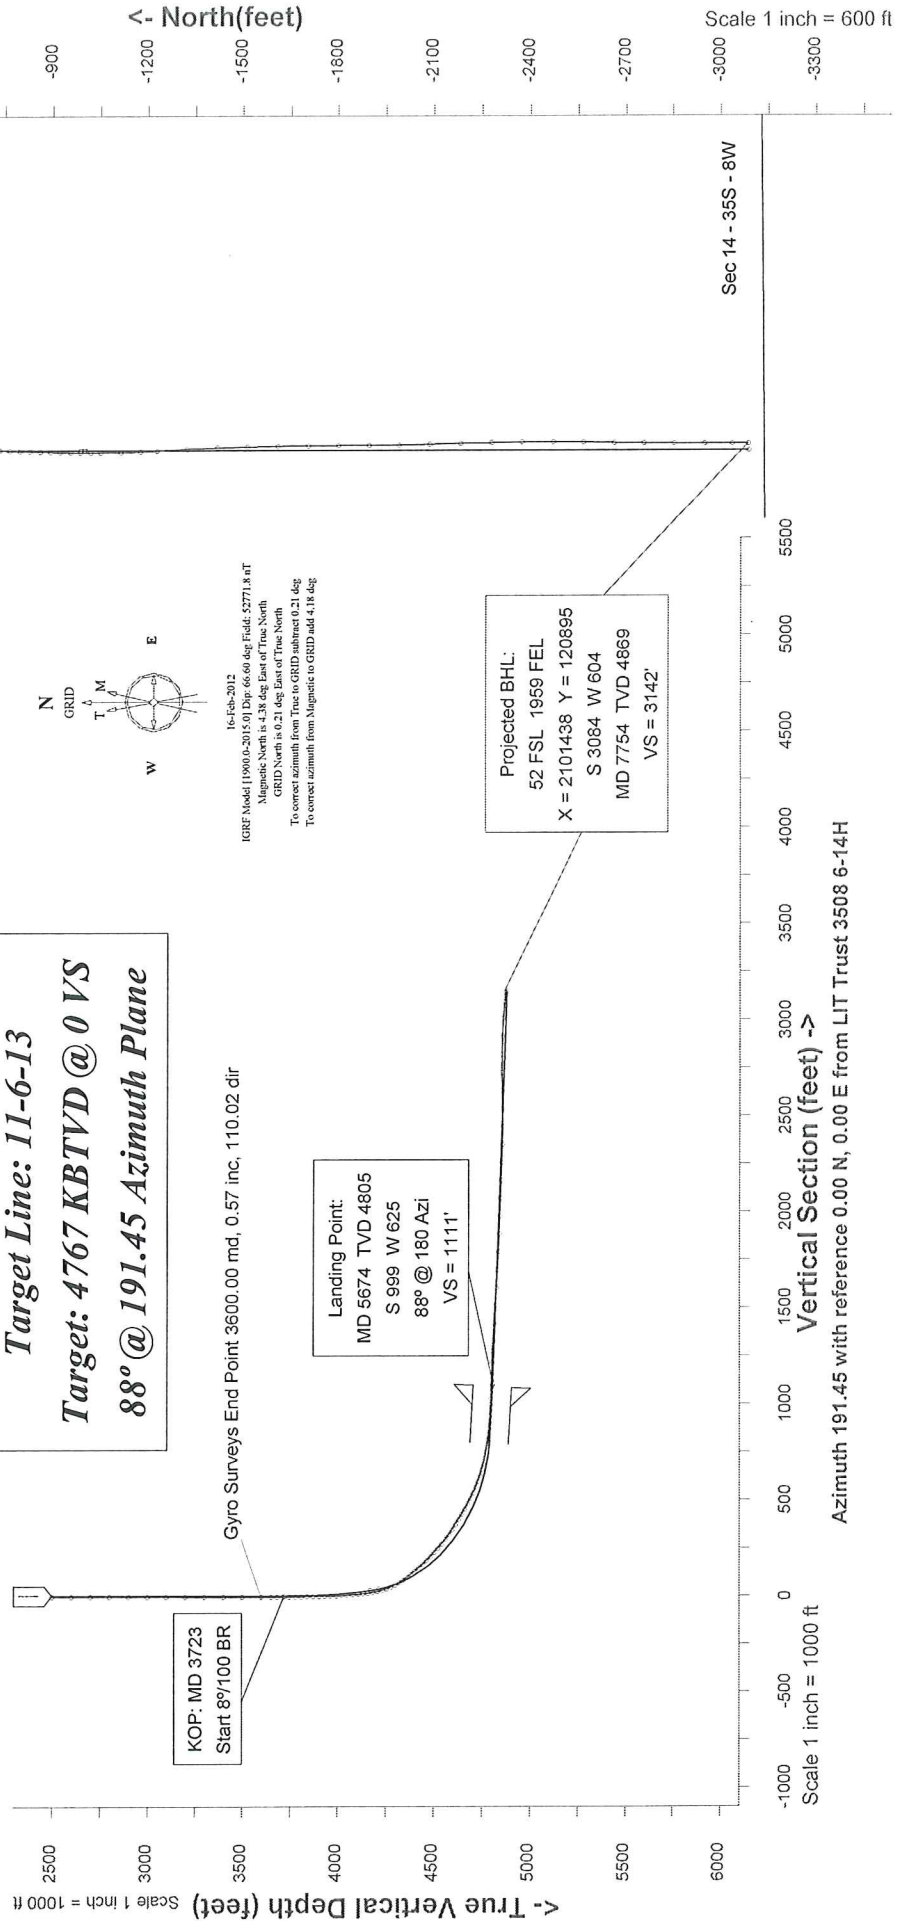 Target Line: 11-6-13
Target: 4767 KBTVD @ 0 VS
88º @ 191.45 Azimuth Plane
N
GRID
T
M
W
E
16-Feb-2012
IGRF Model [1900.0-2015.0] Dip: 66.60 deg Field: 52771.8 nT
Magnetic North is 4.38 deg East of True North
GRID North is 0.21 deg East of True North
To correct azimuth from True to GRID subtract 0.21 deg
To correct azimuth from Magnetic to GRID add 4.18 deg
<- North(feet)
Scale 1 inch = 600 ft
-900
-1200
-1500
-1800
-2100
-2400
-2700
-3000
-3300
Sec 14 - 35S - 8W
KOP: MD 3723
Start 8º/100 BR
Gyro Surveys End Point 3600.00 md, 0.57 inc, 110.02 dir
Landing Point:
MD 5674 TVD 4805
S 999 W 625
88º @ 180 Azi
VS = 1111'
Projected BHL:
52 FSL 1959 FEL
X = 2101438 Y = 120895
S 3084 W 604
MD 7754 TVD 4869
VS = 3142'
<- True Vertical Depth (feet)
Scale 1 inch = 1000 ft
2500
3000
3500
4000
4500
5000
5500
6000
-1000
-500
0
500
1000
1500
2000
2500
3000
3500
4000
4500
5000
5500
Scale 1 inch = 1000 ft
Vertical Section (feet) ->
Azimuth 191.45 with reference 0.00 N, 0.00 E from LIT Trust 3508 6-14H